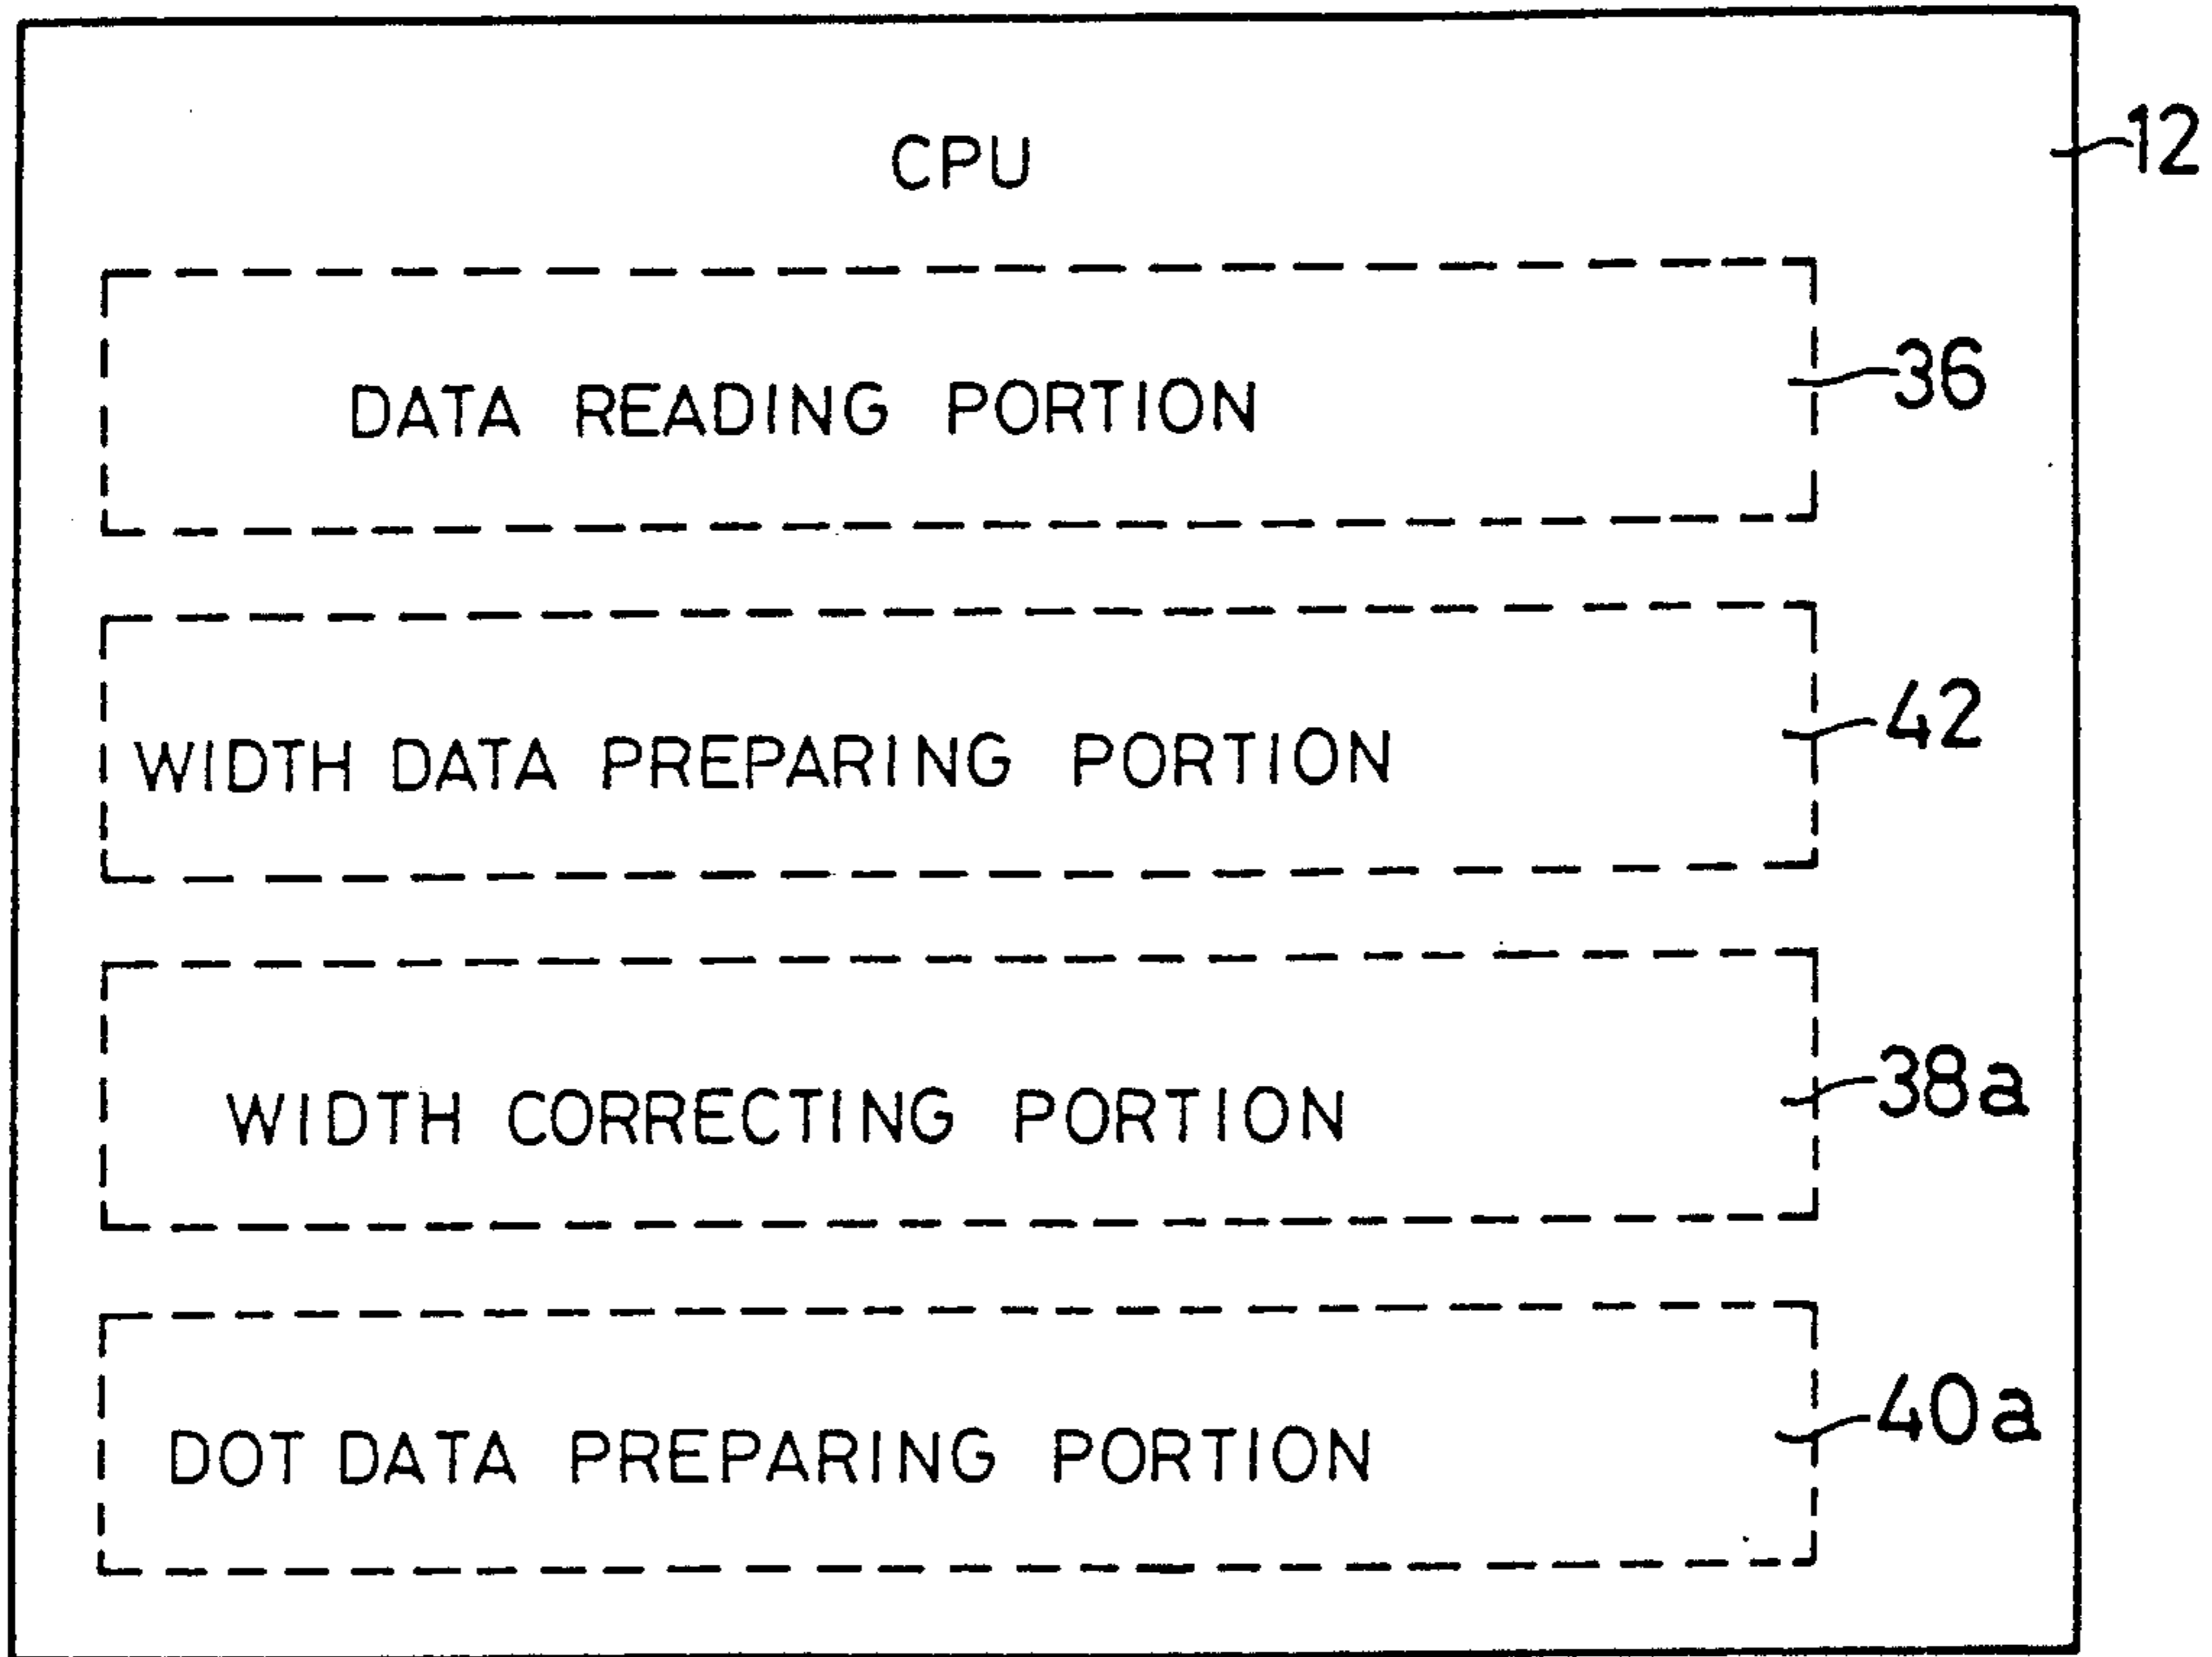 CPU
12
DATA READING PORTION
36
WIDTH DATA PREPARING PORTION
42
WIDTH CORRECTING PORTION
38a
DOT DATA PREPARING PORTION
40a